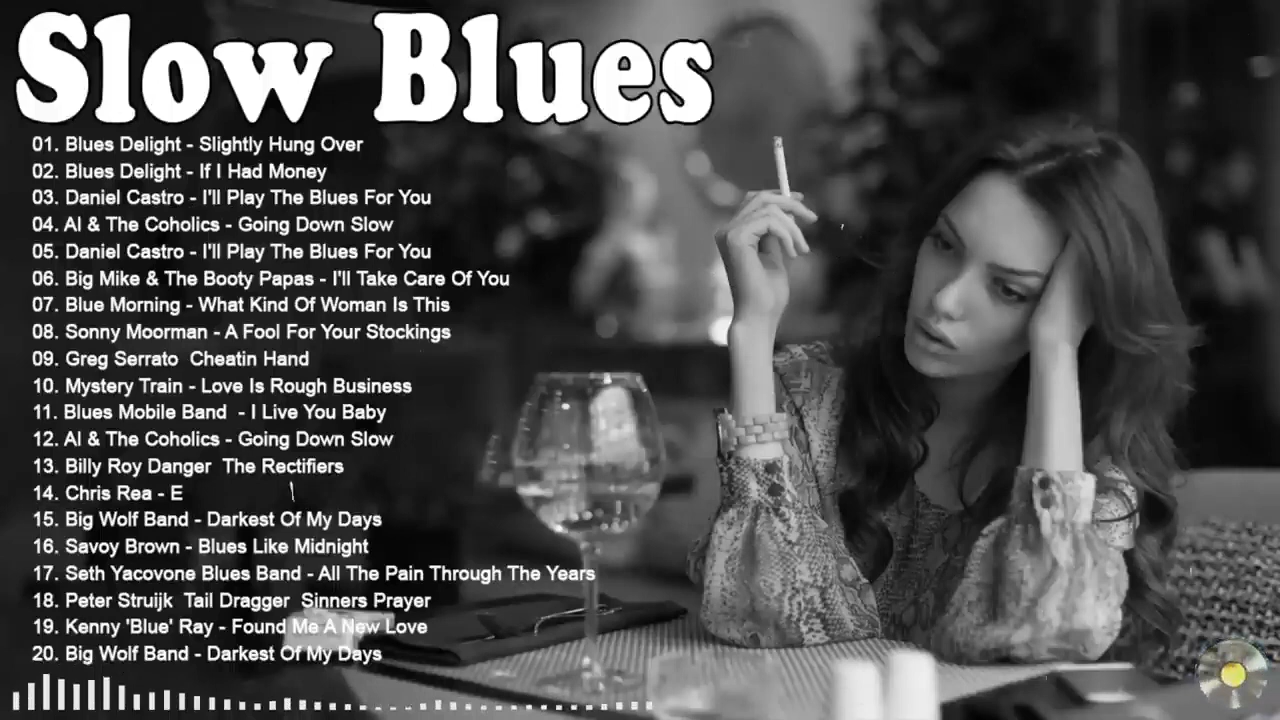 Slow Blues
01. Blues Delight - Slightly Hung Over
02. Blues Delight - If I Had Money
03. Daniel Castro - I'll Play The Blues For You
04. Al & The Coholics - Going Down Slow
05. Daniel Castro - I'll Play The Blues For You
06. Big Mike & The Booty Papas - I'll Take Care Of You
07. Blue Morning - What Kind Of Woman Is This
08. Sonny Moorman - A Fool For Your Stockings
09. Greg Serrato  Cheatin Hand
10. Mystery Train - Love Is Rough Business
11. Blues Mobile Band  - I Live You Baby
12. Al & The Coholics - Going Down Slow
13. Billy Roy Danger  The Rectifiers
14. Chris Rea - E
15. Big Wolf Band - Darkest Of My Days
16. Savoy Brown - Blues Like Midnight
17. Seth Yacovone Blues Band - All The Pain Through The Years
18. Peter Struijk  Tail Dragger  Sinners Prayer
19. Kenny 'Blue' Ray - Found Me A New Love
20. Big Wolf Band - Darkest Of My Days